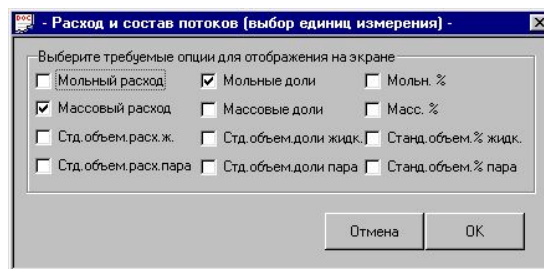 - Расход и состав потоков (выбор единиц измерения) -
Выберите требуемые опции для отображения на экране
Мольный расход Мольные доли Мольн. %
Массовый расход Массовые доли Масс. %
Стд.объем.расх.ж. Стд.объем.доли жидк. Станд.объем.% жидк.
Стд.объем.расх.пара Стд.объем.доли пара Станд.объем.% пара
Отмена OK